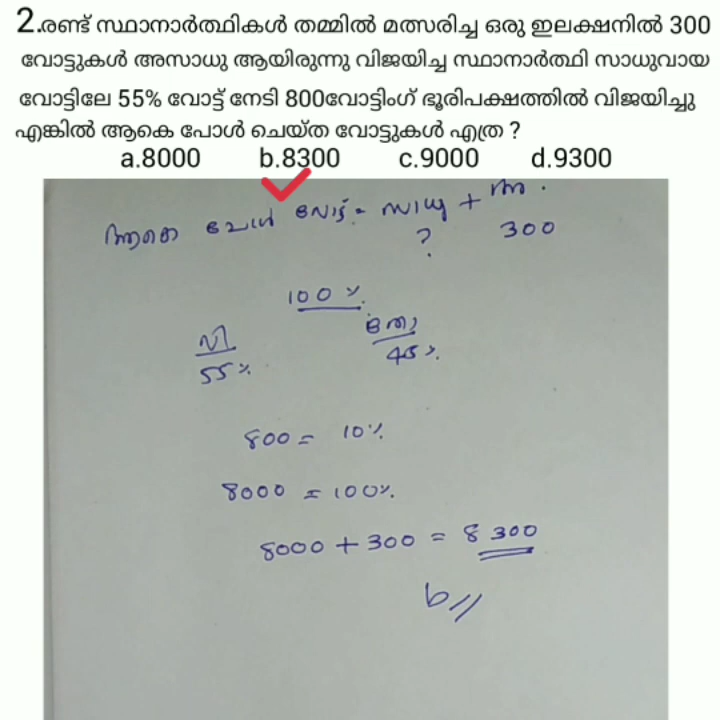 2.രണ്ട് സ്ഥാനാർത്ഥികൾ തമ്മിൽ മത്സരിച്ച ഒരു ഇലക്ഷനിൽ 300
വോട്ടുകൾ അസാധു ആയിരുന്നു വിജയിച്ച സ്ഥാനാർത്ഥി സാധുവായ
വോട്ടിലേ 55% വോട്ട് നേടി 800വോട്ടിംഗ് ഭൂരിപക്ഷത്തിൽ വിജയിച്ചു
എങ്കിൽ ആകെ പോൾ ചെയ്ത വോട്ടുകൾ എത്ര ?
a.8000 b.8300 c.9000 d.9300
ആകെ പോൾ വോട്ട് = സാധു + അ .
? 300
100 %
വി തോ
55 % 45 %.
800 = 10%
8000 = 100%.
8000 + 300 = 8300
b//